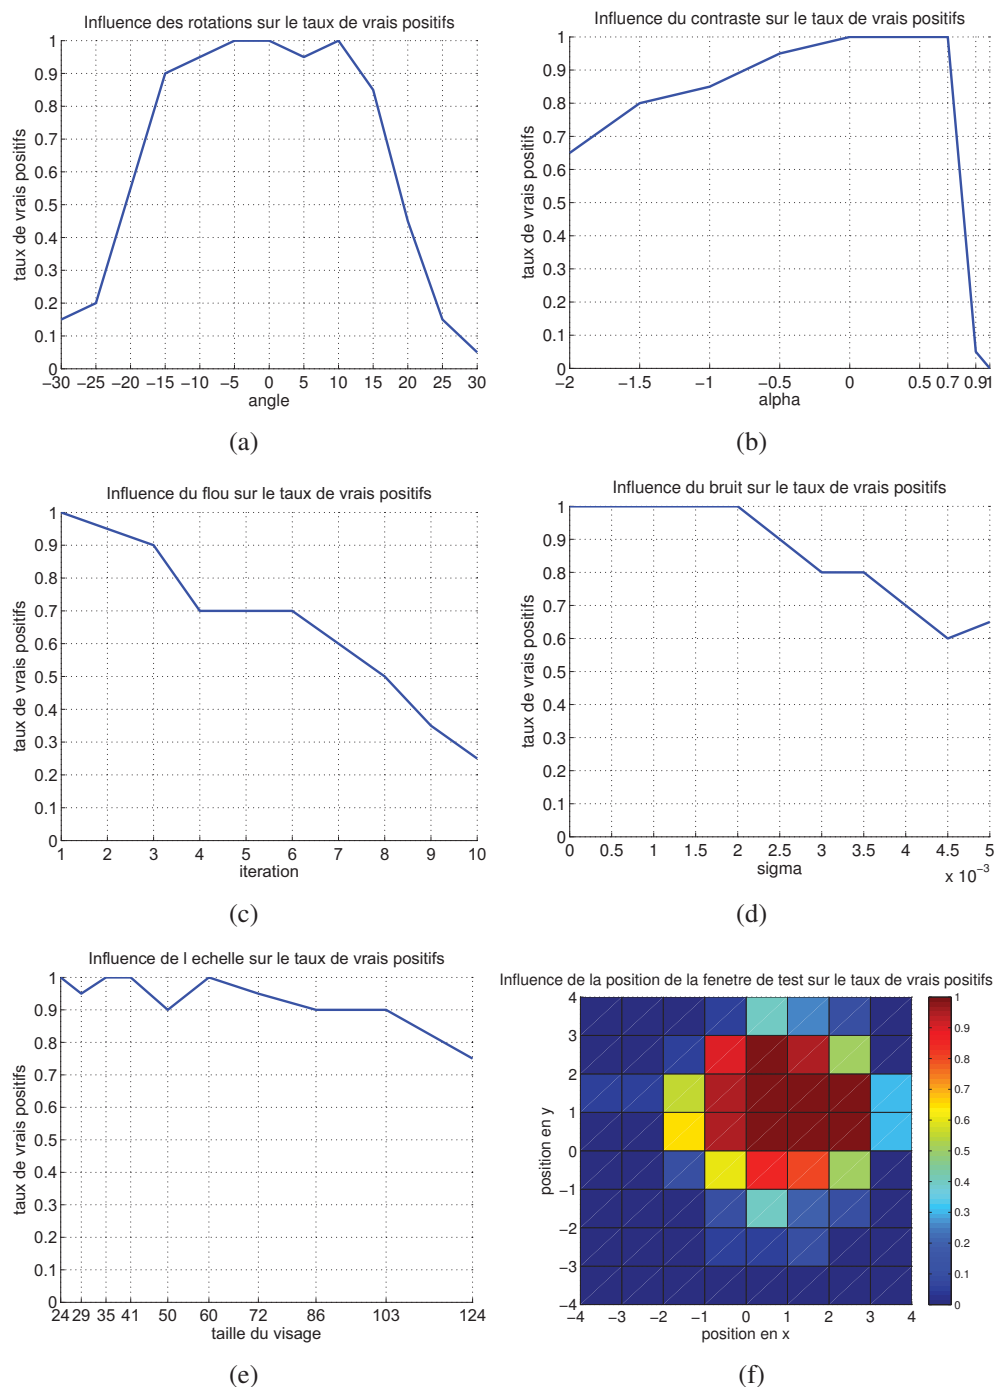 Influence des rotations sur le taux de vrais positifs
1
0.9
0.8
0.7
0.6
0.5
0.4
0.3
0.2
0.1
0
taux de vrais positifs
−30 −25 −20 −15 −10 −5 0 5 10 15 20 25 30
angle
(a)
Influence du contraste sur le taux de vrais positifs
1
0.9
0.8
0.7
0.6
0.5
0.4
0.3
0.2
0.1
0
taux de vrais positifs
−2 −1.5 −1 −0.5 0 0.5 0.7 0.9 1
alpha
(b)
Influence du flou sur le taux de vrais positifs
1
0.9
0.8
0.7
0.6
0.5
0.4
0.3
0.2
0.1
0
taux de vrais positifs
1 2 3 4 5 6 7 8 9 10
iteration
(c)
Influence du bruit sur le taux de vrais positifs
1
0.9
0.8
0.7
0.6
0.5
0.4
0.3
0.2
0.1
0
taux de vrais positifs
0 0.5 1 1.5 2 2.5 3 3.5 4 4.5 5
sigma
x 10⁻³
(d)
Influence de l echelle sur le taux de vrais positifs
1
0.9
0.8
0.7
0.6
0.5
0.4
0.3
0.2
0.1
0
taux de vrais positifs
24 29 35 41 50 60 72 86 103 124
taille du visage
(e)
Influence de la position de la fenetre de test sur le taux de vrais positifs
4
3
2
1
0
−1
−2
−3
−4
position en y
−4 −3 −2 −1 0 1 2 3 4
position en x
1
0.9
0.8
0.7
0.6
0.5
0.4
0.3
0.2
0.1
0
(f)